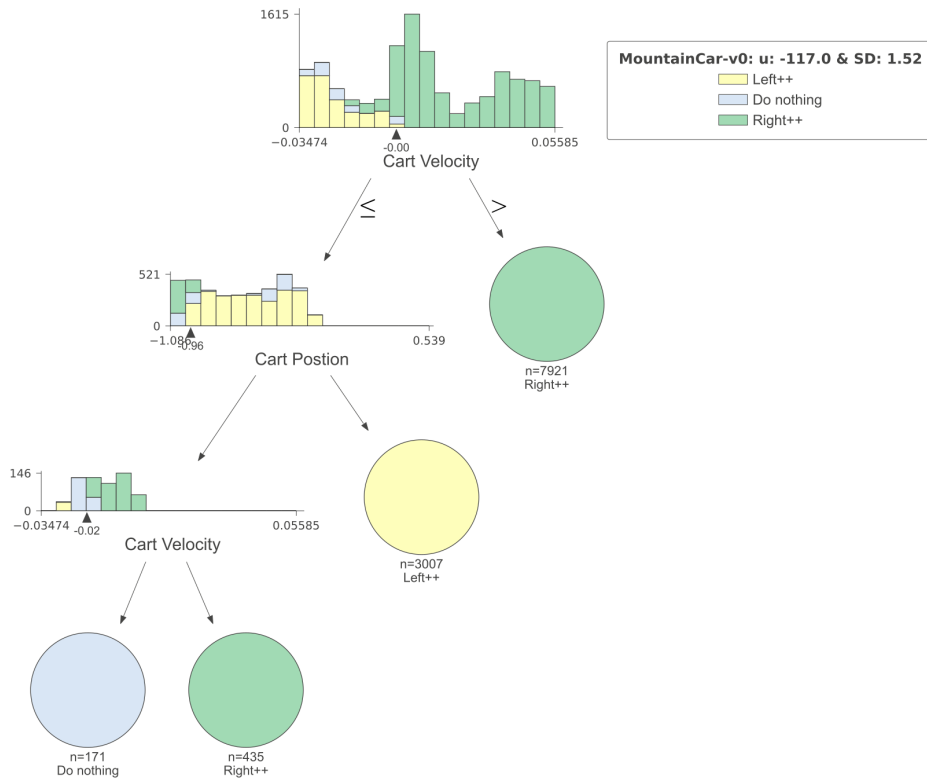 1615
0
−0.03474
-0.00
0.05585
Cart Velocity
MountainCar-v0: u: -117.0 & SD: 1.52
Left++
Do nothing
Right++
≤
>
521
0
−1.086
-0.96
0.539
Cart Postion
n=7921
Right++
146
0
−0.03474
-0.02
0.05585
Cart Velocity
n=3007
Left++
n=171
Do nothing
n=435
Right++